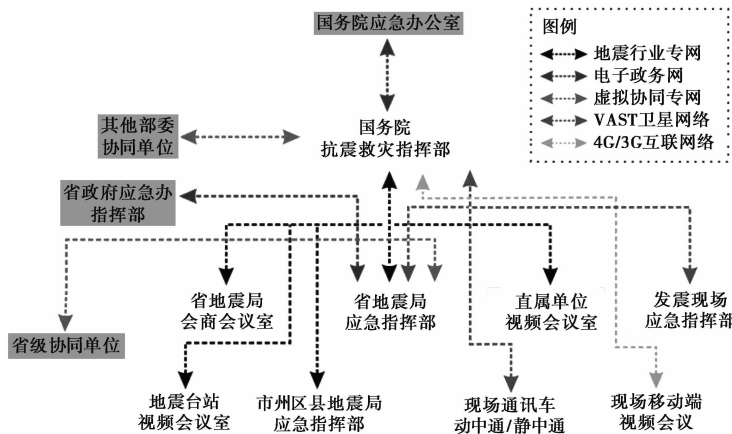 国务院应急办公室
图例
地震行业专网
电子政务网
虚拟协同专网
VAST卫星网络
4G/3G互联网络
其他部委
协同单位
国务院
抗震救灾指挥部
省政府应急办
指挥部
省地震局
会商会议室
省地震局
应急指挥部
直属单位
视频会议室
发震现场
应急指挥部
省级协同单位
地震台站
视频会议室
市州区县地震局
应急指挥部
现场通讯车
动中通/静中通
现场移动端
视频会议